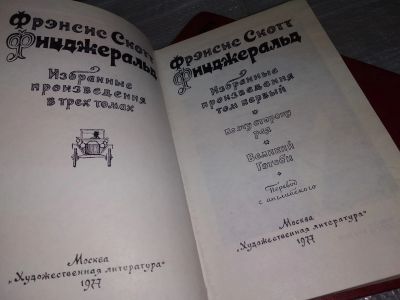 Фрэнсис Скотт
Фицджеральд
Избранные
произведения
в трех томах
Москва
„Художественная литература"
1977
Фрэнсис Скотт
Фицджеральд
Избранные
произведения
том первый
По эту сторону
рая
Великий
Гэтсби
Перевод
с английского
Москва
„Художественная литература"
1977